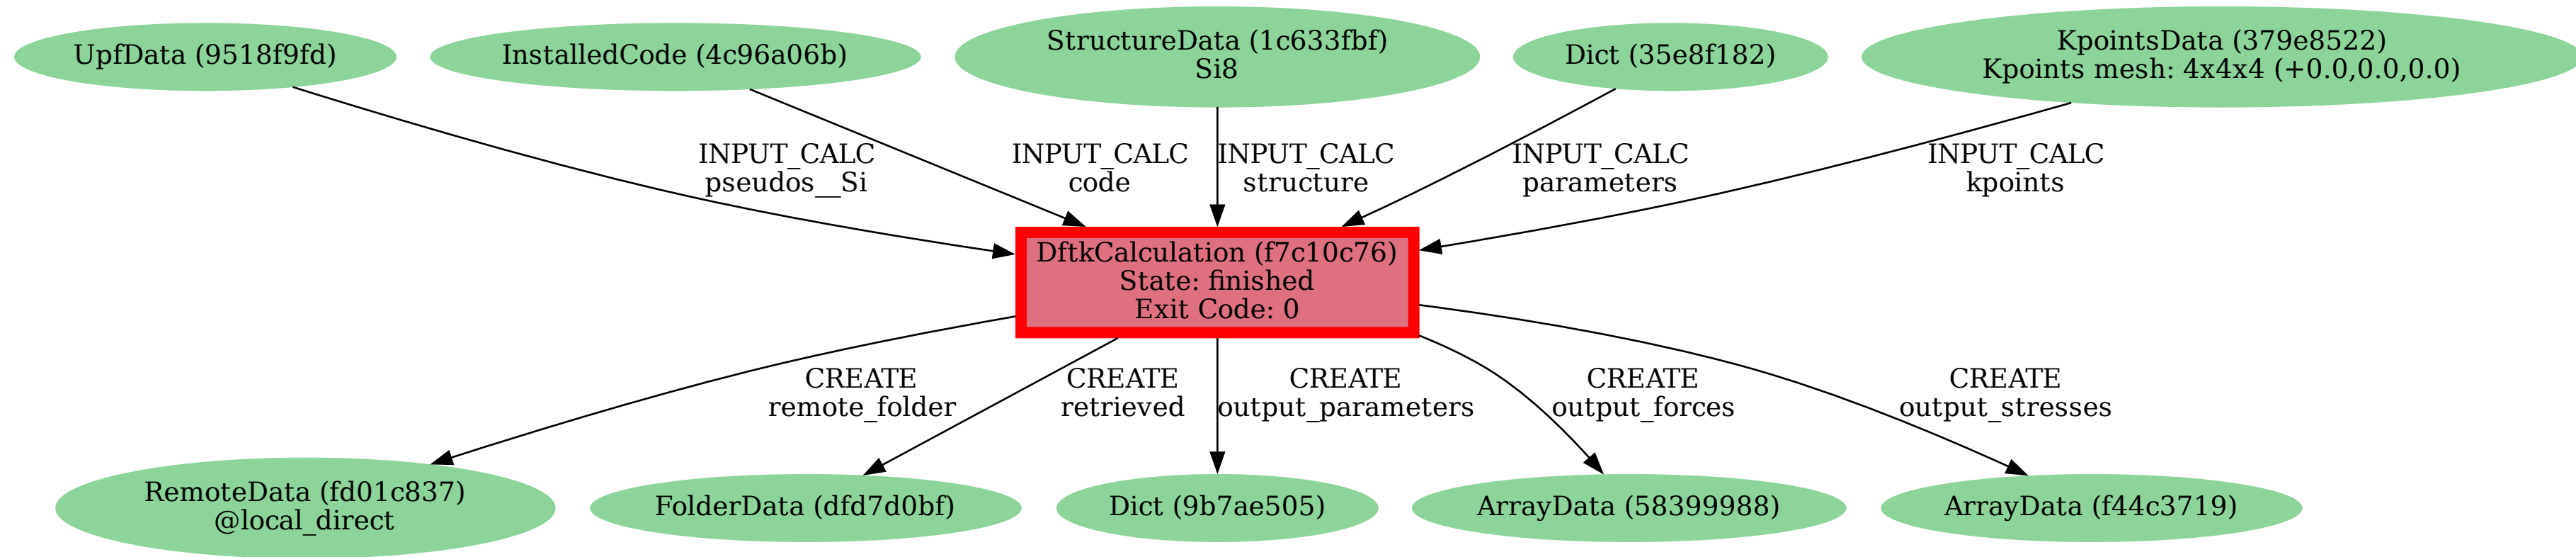 UpfData (9518f9fd)
InstalledCode (4c96a06b)
StructureData (1c633fbf)
Si8
Dict (35e8f182)
KpointsData (379e8522)
Kpoints mesh: 4x4x4 (+0.0,0.0,0.0)
INPUT_CALC
pseudos__Si
INPUT_CALC
code
INPUT_CALC
structure
INPUT_CALC
parameters
INPUT_CALC
kpoints
DftkCalculation (f7c10c76)
State: finished
Exit Code: 0
CREATE
remote_folder
CREATE
retrieved
CREATE
output_parameters
CREATE
output_forces
CREATE
output_stresses
RemoteData (fd01c837)
@local_direct
FolderData (dfd7d0bf)
Dict (9b7ae505)
ArrayData (58399988)
ArrayData (f44c3719)